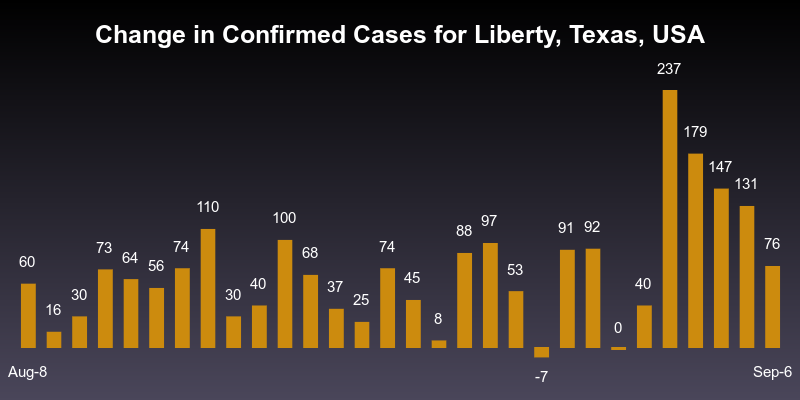 Change in Confirmed Cases for Liberty, Texas, USA
60 16 30 73 64 56 74 110 30 40 100 68 37 25 74 45 8 88 97 53 -7 91 92 0 40 237 179 147 131 76
Aug-8 Sep-6